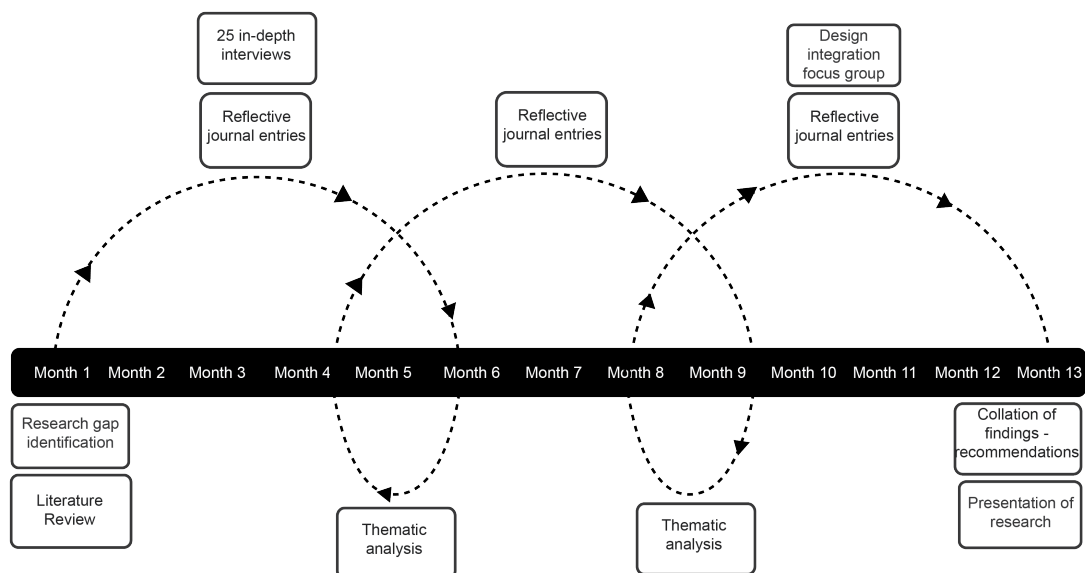 25 in-depth
interviews
Reflective
journal entries
Reflective
journal entries
Design
integration
focus group
Reflective
journal entries
Month 1 Month 2 Month 3 Month 4 Month 5 Month 6 Month 7 Month 8 Month 9 Month 10 Month 11 Month 12 Month 13
Research gap
identification
Literature
Review
Thematic
analysis
Thematic
analysis
Collation of
findings -
recommendations
Presentation of
research